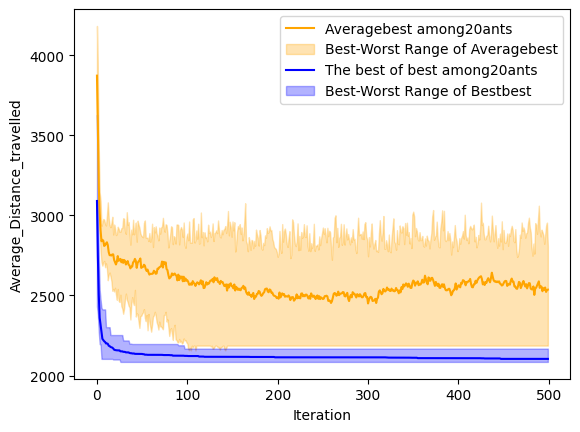 Averagebest among20ants
Best-Worst Range of Averagebest
The best of best among20ants
Best-Worst Range of Bestbest
Average_Distance_travelled
4000
3500
3000
2500
2000
0
100
200
300
400
500
Iteration